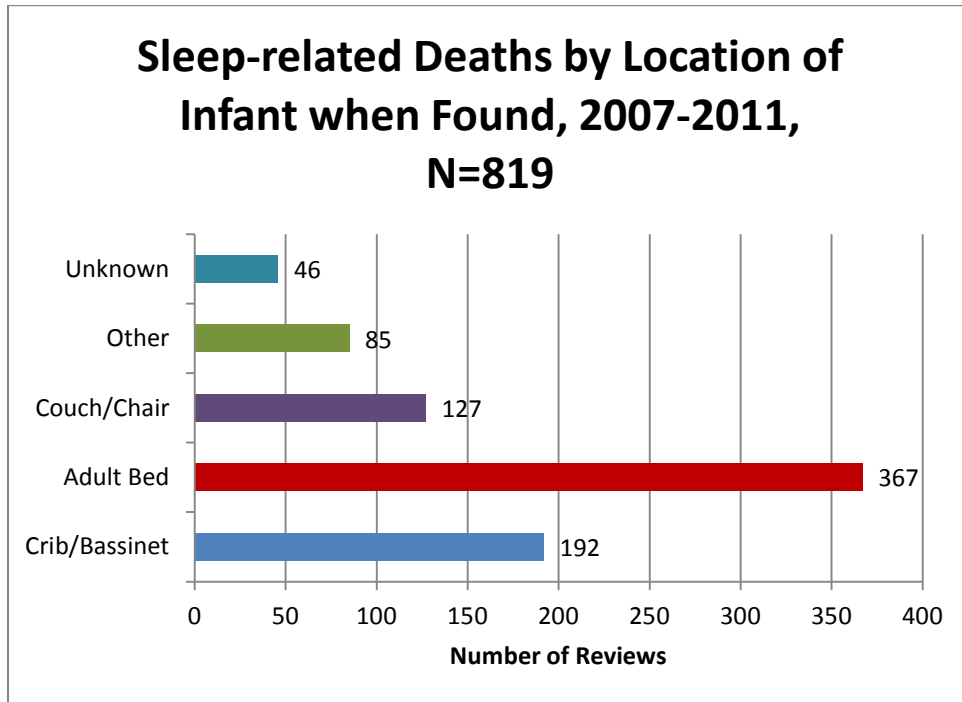 Sleep-related Deaths by Location of
Infant when Found, 2007-2011,
N=819
Unknown 46
Other 85
Couch/Chair 127
Adult Bed 367
Crib/Bassinet 192
0 50 100 150 200 250 300 350 400
Number of Reviews